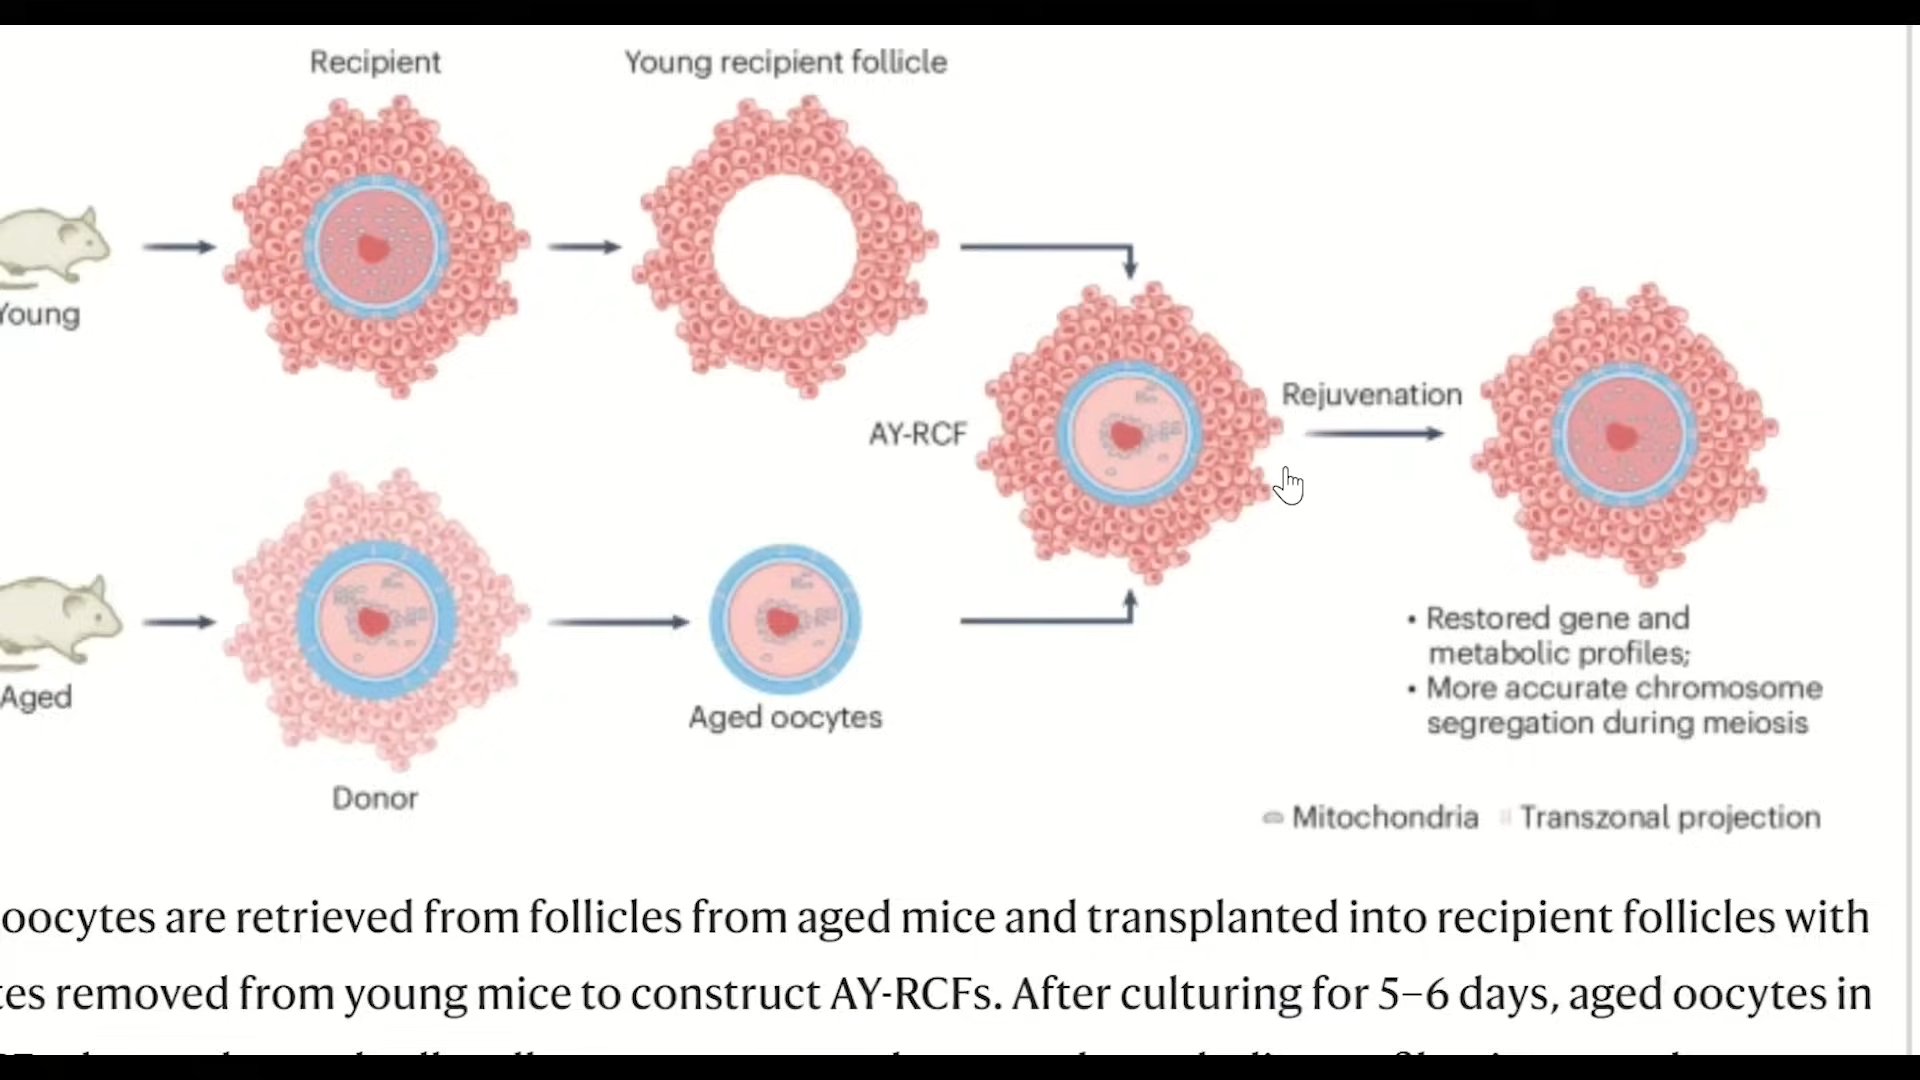 Recipient
Young recipient follicle
Young
AY-RCF
Rejuvenation
Aged
Aged oocytes
Donor
• Restored gene and
metabolic profiles;
• More accurate chromosome
segregation during meiosis
Mitochondria
Transzonal projection
oocytes are retrieved from follicles from aged mice and transplanted into recipient follicles with
removed from young mice to construct AY-RCFs. After culturing for 5–6 days, aged oocytes in